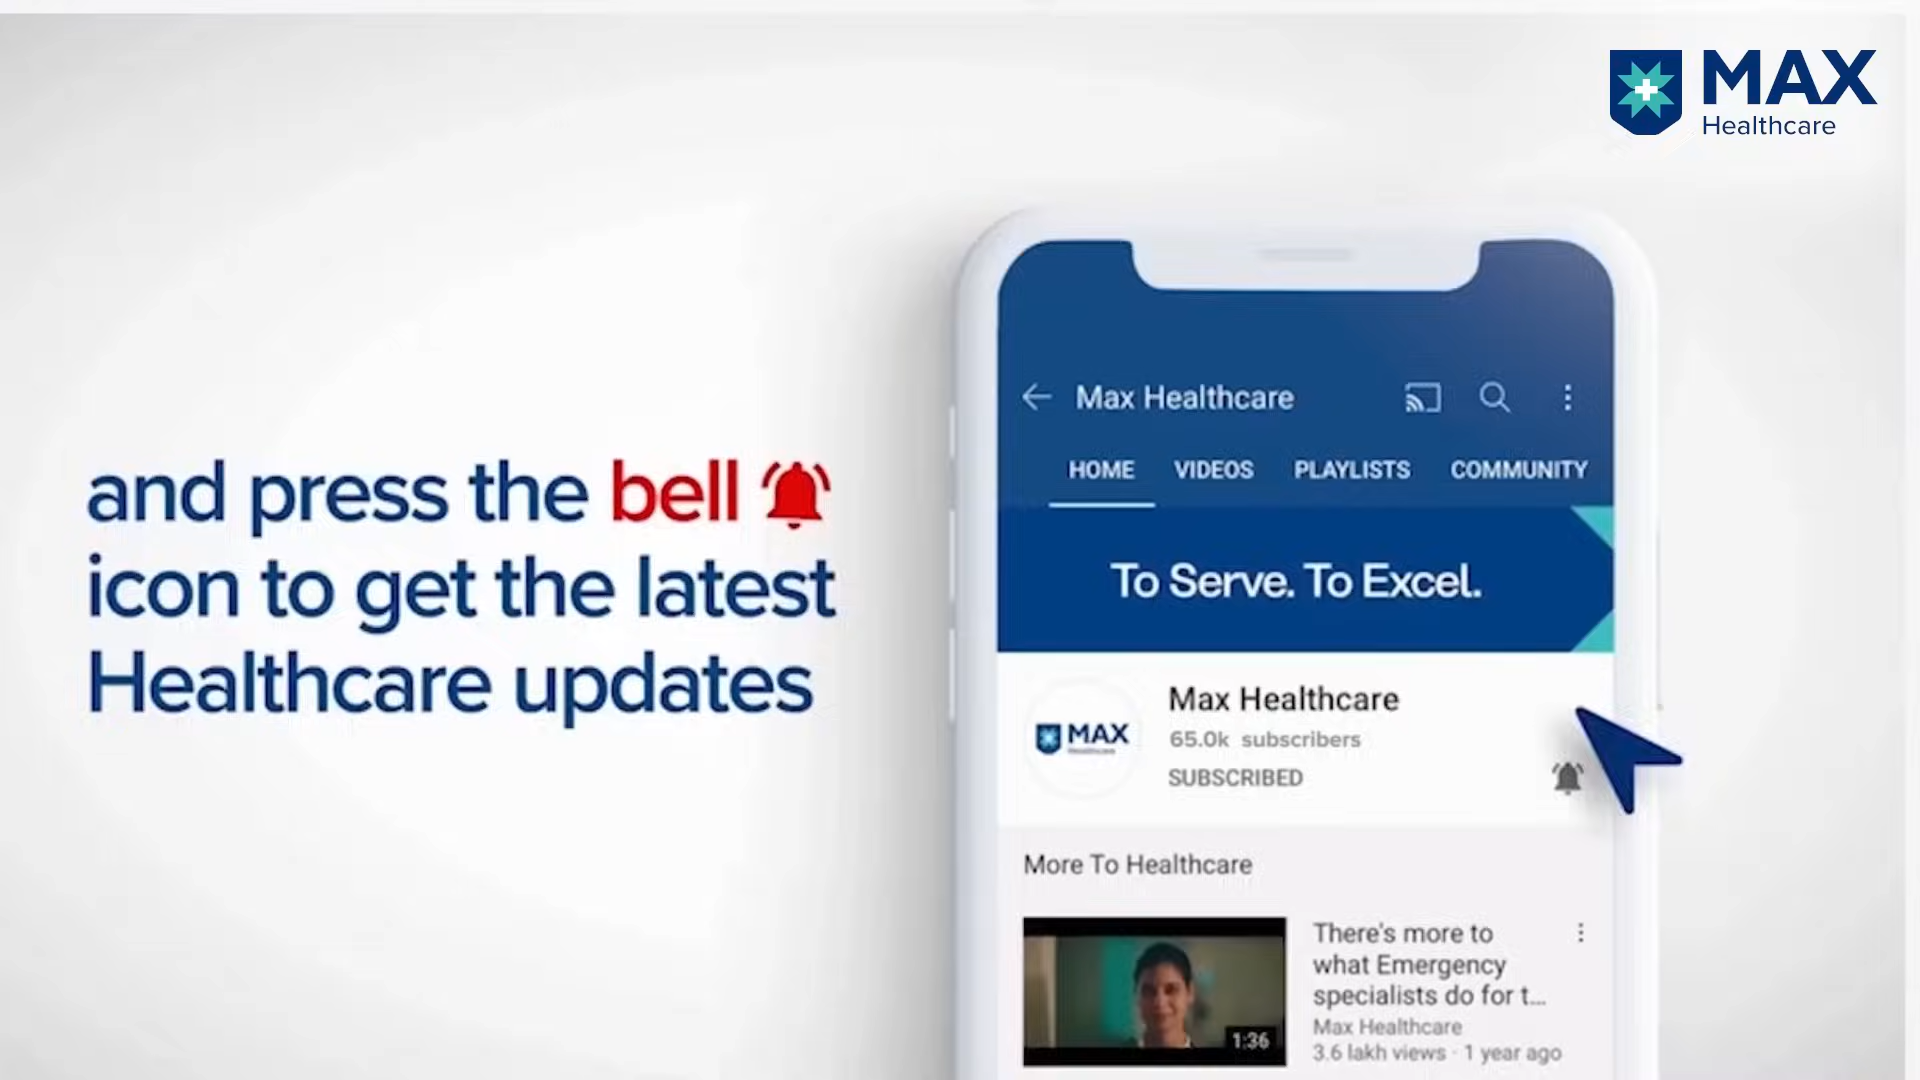 MAX
Healthcare
and press the bell
icon to get the latest
Healthcare updates
Max Healthcare
HOME VIDEOS PLAYLISTS COMMUNITY
To Serve. To Excel.
MAX
Healthcare
Max Healthcare
65.0k subscribers
SUBSCRIBED
More To Healthcare
There's more to
what Emergency
specialists do for t...
Max Healthcare
3.6 lakh views · 1 year ago
1:36